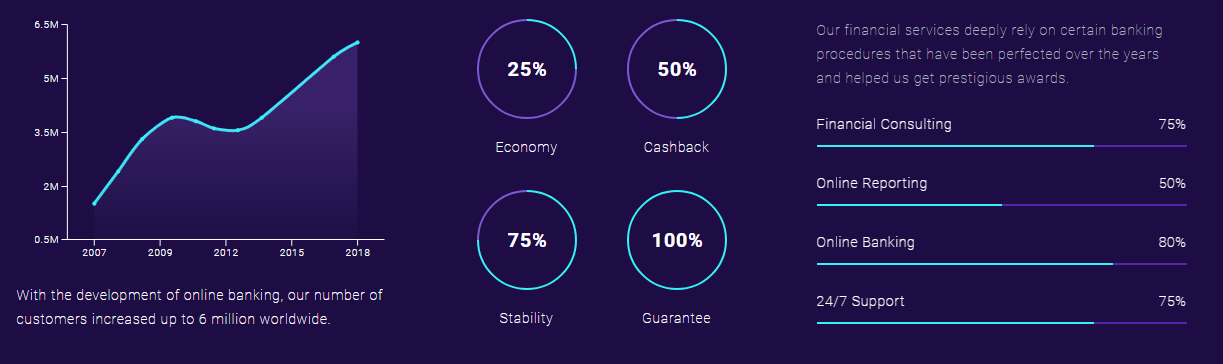 6.5M
5M
3.5M
2M
0.5M
2007 2009 2012 2015 2018
With the development of online banking, our number of
customers increased up to 6 million worldwide.
25%
Economy
50%
Cashback
75%
Stability
100%
Guarantee
Our financial services deeply rely on certain banking
procedures that have been perfected over the years
and helped us get prestigious awards.
Financial Consulting 75%
Online Reporting 50%
Online Banking 80%
24/7 Support 75%